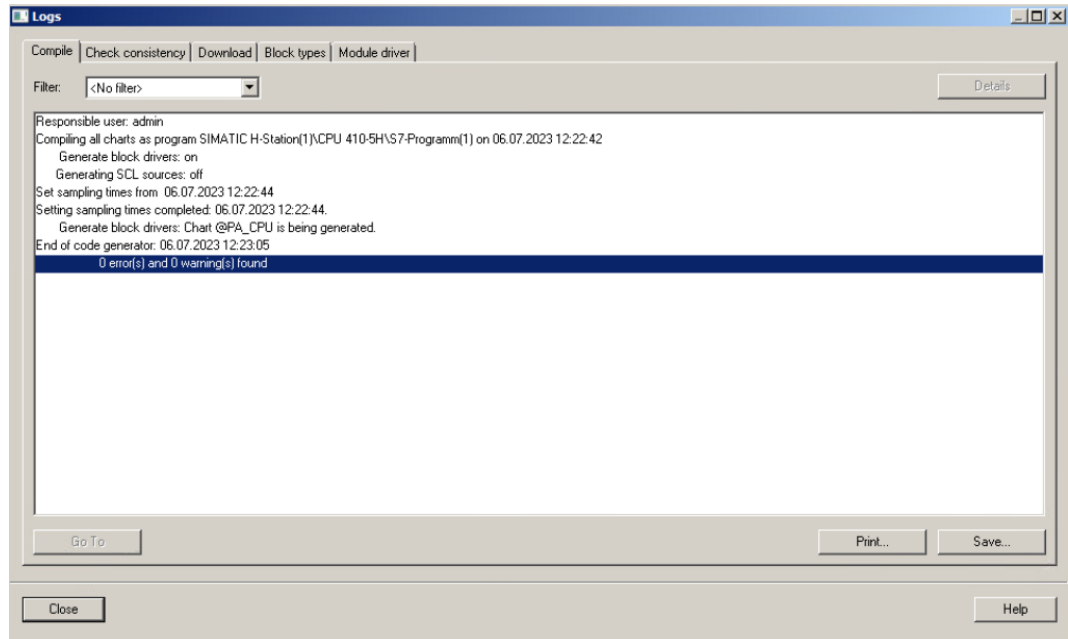 Logs
Compile Check consistency Download Block types Module driver
Filter: <No filter> Details
Responsible user: admin
Compiling all charts as program SIMATIC H-Station(1)\CPU 410-5H\S7-Programm(1) on 06.07.2023 12:22:42
Generate block drivers: on
Generating SCL sources: off
Set sampling times from 06.07.2023 12:22:44
Setting sampling times completed: 06.07.2023 12:22:44.
Generate block drivers: Chart @PA_CPU is being generated.
End of code generator: 06.07.2023 12:23:05
0 error(s) and 0 warning(s) found
Go To Print... Save...
Close Help